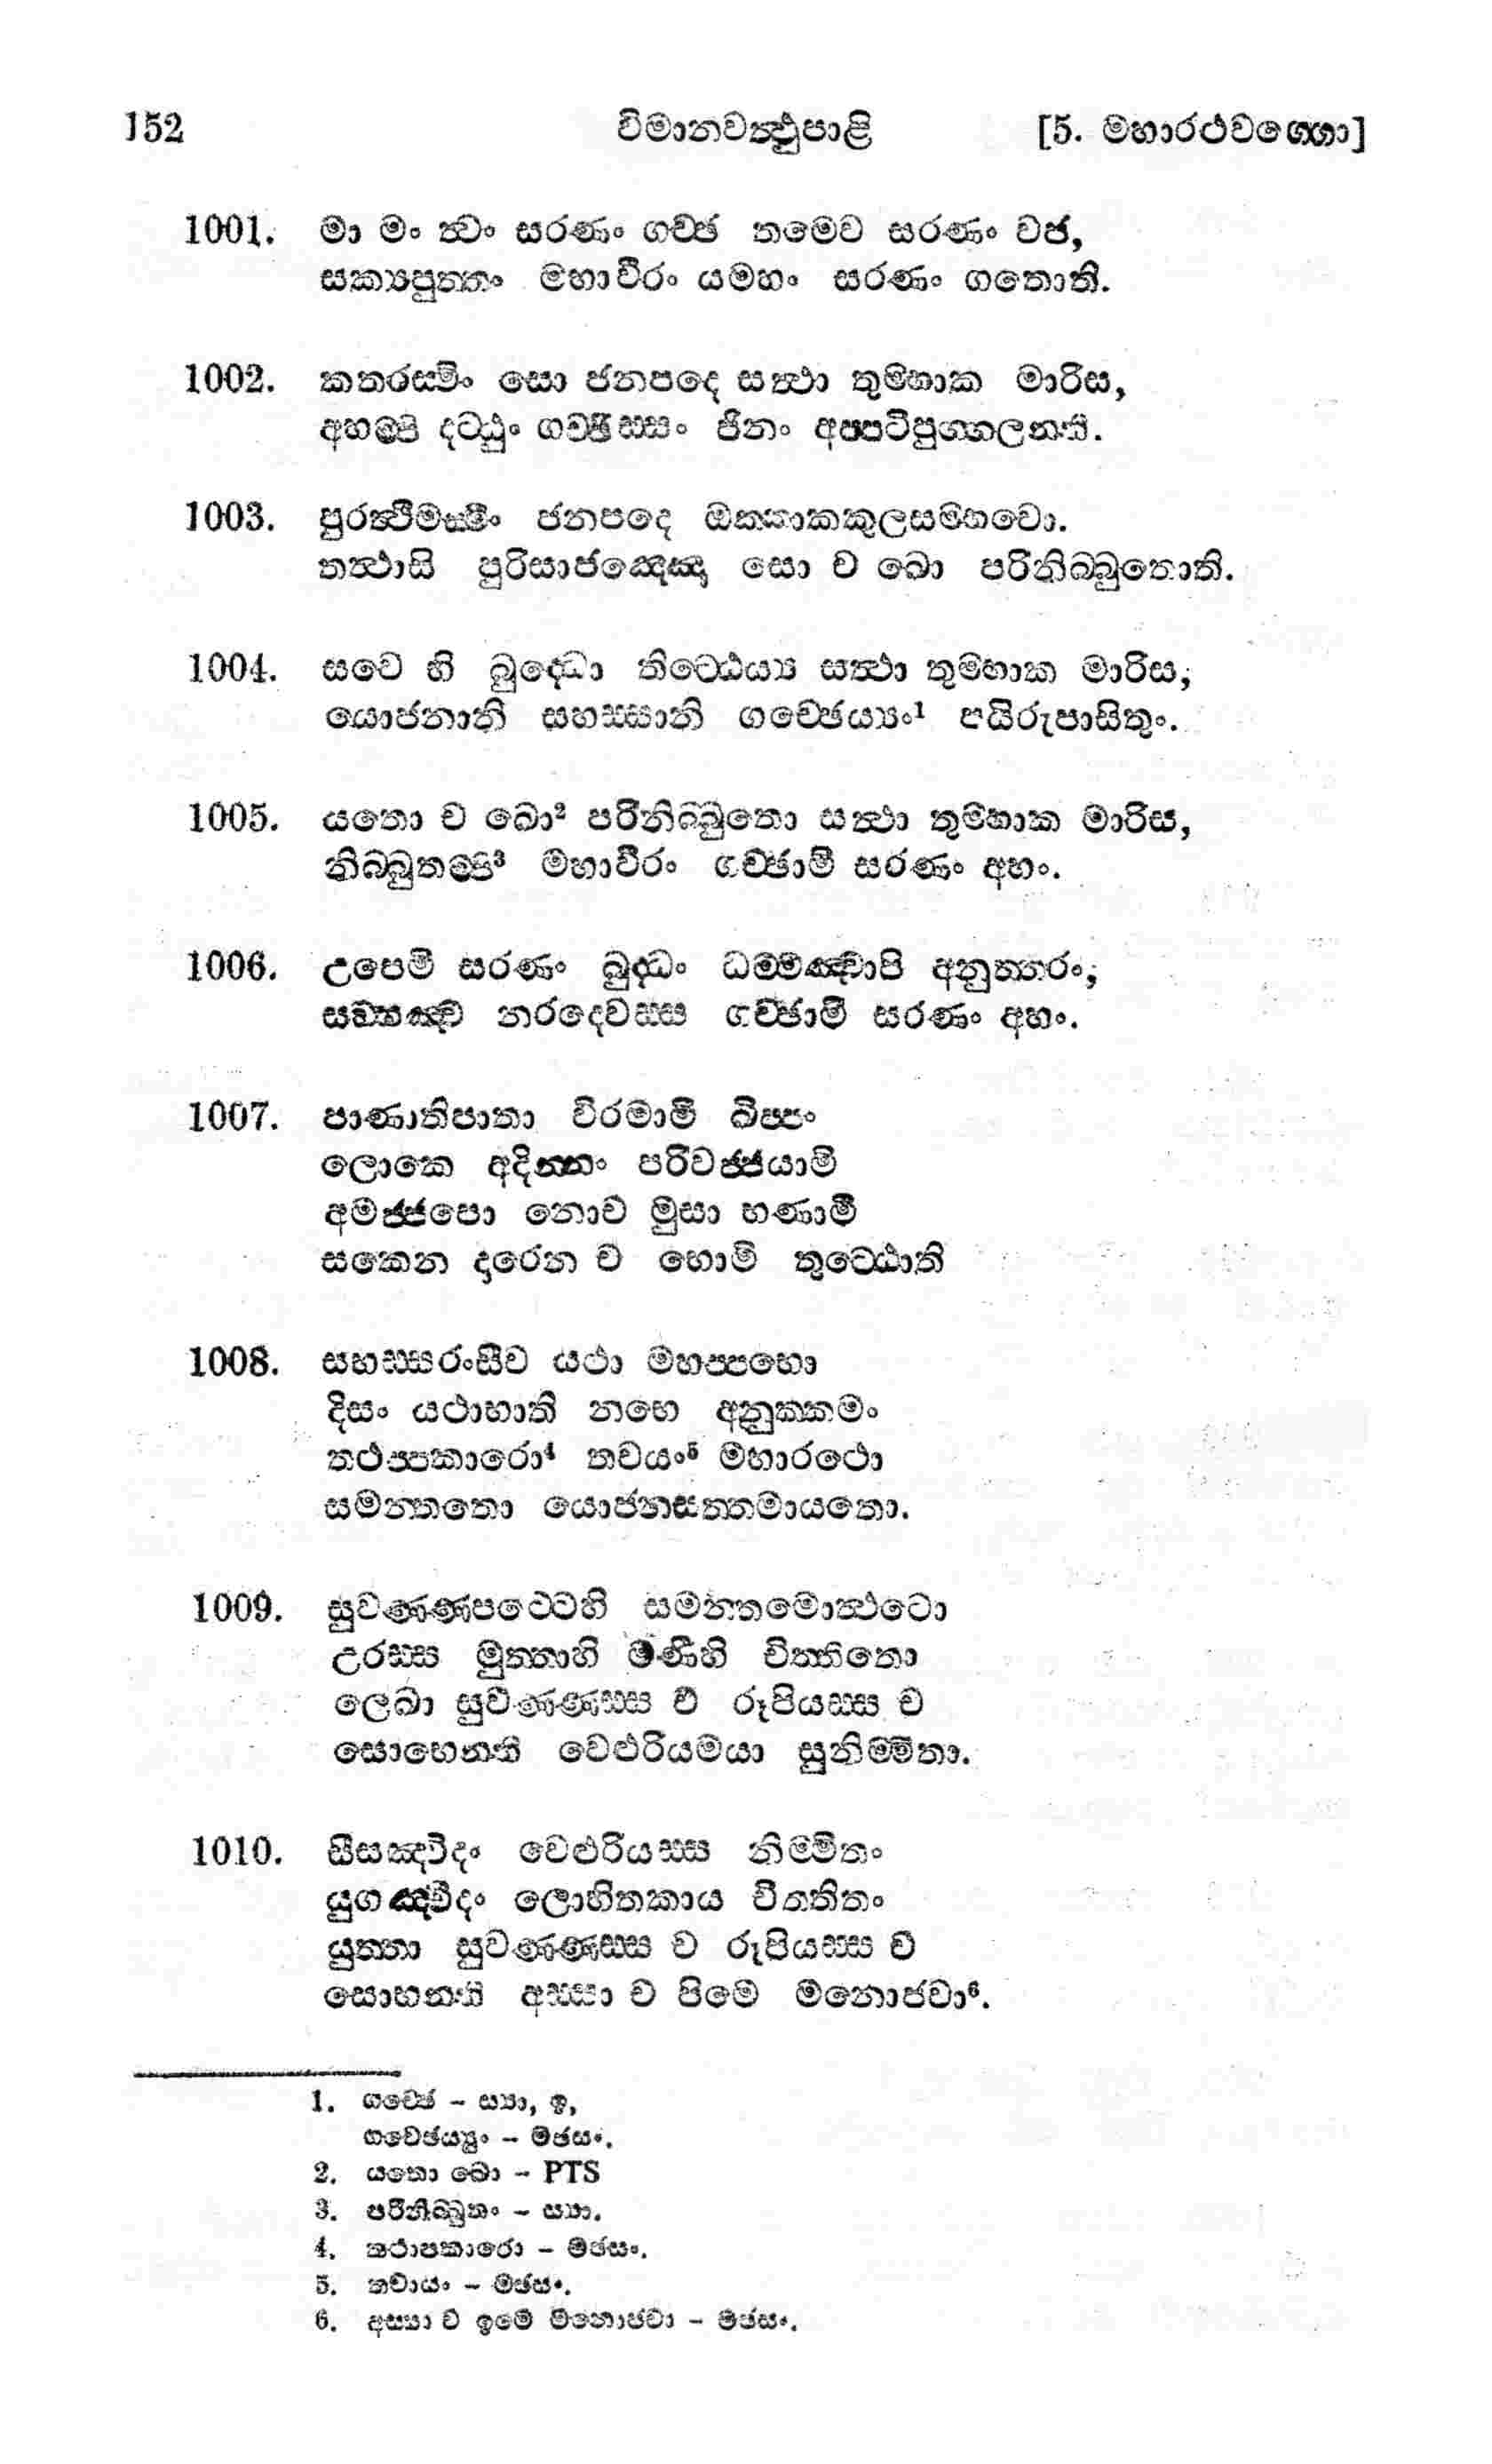 152 විමානවත්‍ථුපාළි [5. මහාරථවග‍්ගො]
1001. මා මං ත්‍වං සරණං ගච‍්ඡ තමෙව සරණං වජ,
සක්‍යපුත‍්තං මහාවීරං යමහං සරණං ගතොති.
1002. කතරස‍්මිං සො ජනපදෙ සත්‍ථා තුම‍්හාක මාරිස,
අහම‍්පි දට‍්ඨුං ගච‍්ඡිස‍්සං ජිනං අප‍්පටිපුග‍්ගලන‍්ති.
1003. පුරත්‍ථිමස‍්මිං ජනපදෙ ඔක‍්කාකකුලසම‍්භවො.
තත්‍ථාසි පුරිසාජඤ‍්ඤො සො ච ඛො පරිනිබ‍්බුතොති.
1004. සචෙ හි බුද‍්ධො තිට‍්ඨෙය්‍ය සත්‍ථා තුම‍්හාක මාරිස,
යොජනානි සහස‍්සානි ගච‍්ඡෙය්‍යං¹ පයිරුපාසිතුං.
1005. යතො ච ඛො² පරිනිබ‍්බුතො සත්‍ථා තුම‍්හාක මාරිස,
නිබ‍්බුතම‍්පි³ මහාවීරං ගච‍්ඡාමි සරණං අහං.
1006. උපෙමි සරණං බුද‍්ධං ධම‍්මඤ‍්චාපි අනුත‍්තරං,
සඞ‍්ඝඤ‍්ච නරදෙවස‍්ස ගච‍්ඡාමි සරණං අහං.
1007. පාණාතිපාතා විරමාමි ඛිප‍්පං
ලොකෙ අදින‍්නං පරිවජ‍්ජයාමි
අමජ‍්ජපො නොච මුසා භණාමි
සකෙන දාරෙන ච හොමි තුට‍්ඨොති
1008. සහස‍්සරංසීව යථා මහප‍්පභො
දිසං යථාභාති නභෙ අනුක‍්කමං
තථප‍්පකාරො⁴ තවයං⁵ මහාරථො
සමන‍්තතො යොජනසත‍්තමායතො.
1009. සුවණ‍්ණපට‍්ටෙහි සමන‍්තමොත්‍ථටො
උරස‍්ස මුත‍්තාහි මණීහි චිත‍්තිතො
ලෙඛා සුවණ‍්ණස‍්ස ච රූපියස‍්ස ච
සොභෙන‍්ති වෙළුරියමයා සුනිම‍්මිතා.
1010. සීසඤ‍්චිදං වෙළුරියස‍්ස නිම‍්මිතං
යුගඤ‍්චිදං ලොහිතකාය චිත‍්තිතං
යුත‍්තා සුවණ‍්ණස‍්ස ච රූපියස‍්ස ච
සොභන‍්ති අස‍්සා ච පිමෙ මනොජවා⁶.
1. ගච‍්ඡෙ – ස්‍යා, ඉ,
ගච‍්ඡෙය්‍යුං – මඡසං.
2. යතො ඛො – PTS
3. පරිනිබ‍්බුතං – ස්‍යා.
4. තථාපකාරො – මඡසං.
5. තවායං – මඡසං.
6. අස්‍සා ච ඉමෙ මනොජවා – මඡසං.